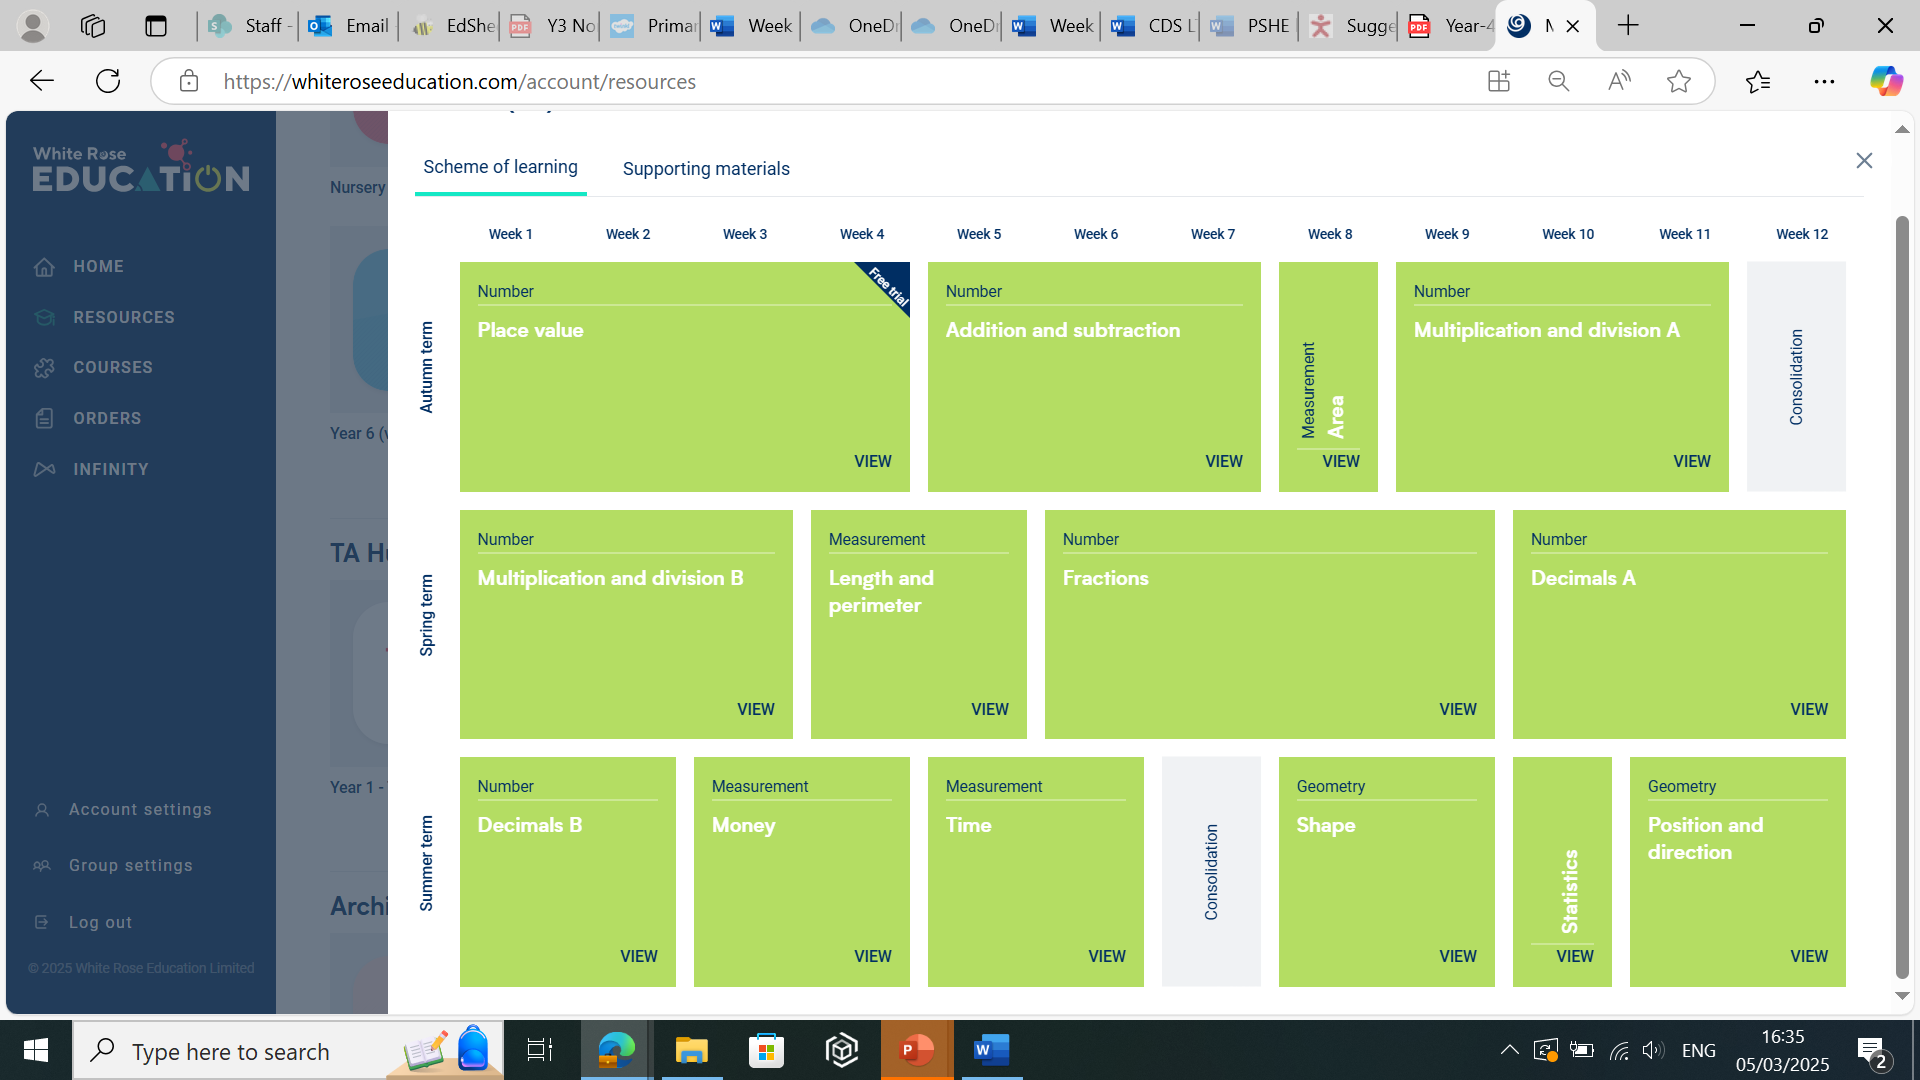 Staff -
Email
EdShe
Y3 No
Primar
Week
OneDr
OneDr
Week
CDS L
PSHE
Sugge
Year-4
https://whiteroseeducation.com/account/resources
White Rose
EDUCATION
HOME
RESOURCES
COURSES
ORDERS
INFINITY
Account settings
Group settings
Log out
© 2025 White Rose Education Limited
Nursery
Year 6 (v
TA H
Year 1 -
Archi
Scheme of learning
Supporting materials
Week 1
Week 2
Week 3
Week 4
Week 5
Week 6
Week 7
Week 8
Week 9
Week 10
Week 11
Week 12
Autumn term
Number
Place value
Free trial
VIEW
Number
Addition and subtraction
VIEW
Measurement
Area
VIEW
Number
Multiplication and division A
VIEW
Consolidation
Spring term
Number
Multiplication and division B
VIEW
Measurement
Length and
perimeter
VIEW
Number
Fractions
VIEW
Number
Decimals A
VIEW
Summer term
Number
Decimals B
VIEW
Measurement
Money
VIEW
Measurement
Time
VIEW
Consolidation
Geometry
Shape
VIEW
Statistics
VIEW
Geometry
Position and
direction
VIEW
Type here to search
ENG
16:35
05/03/2025
2